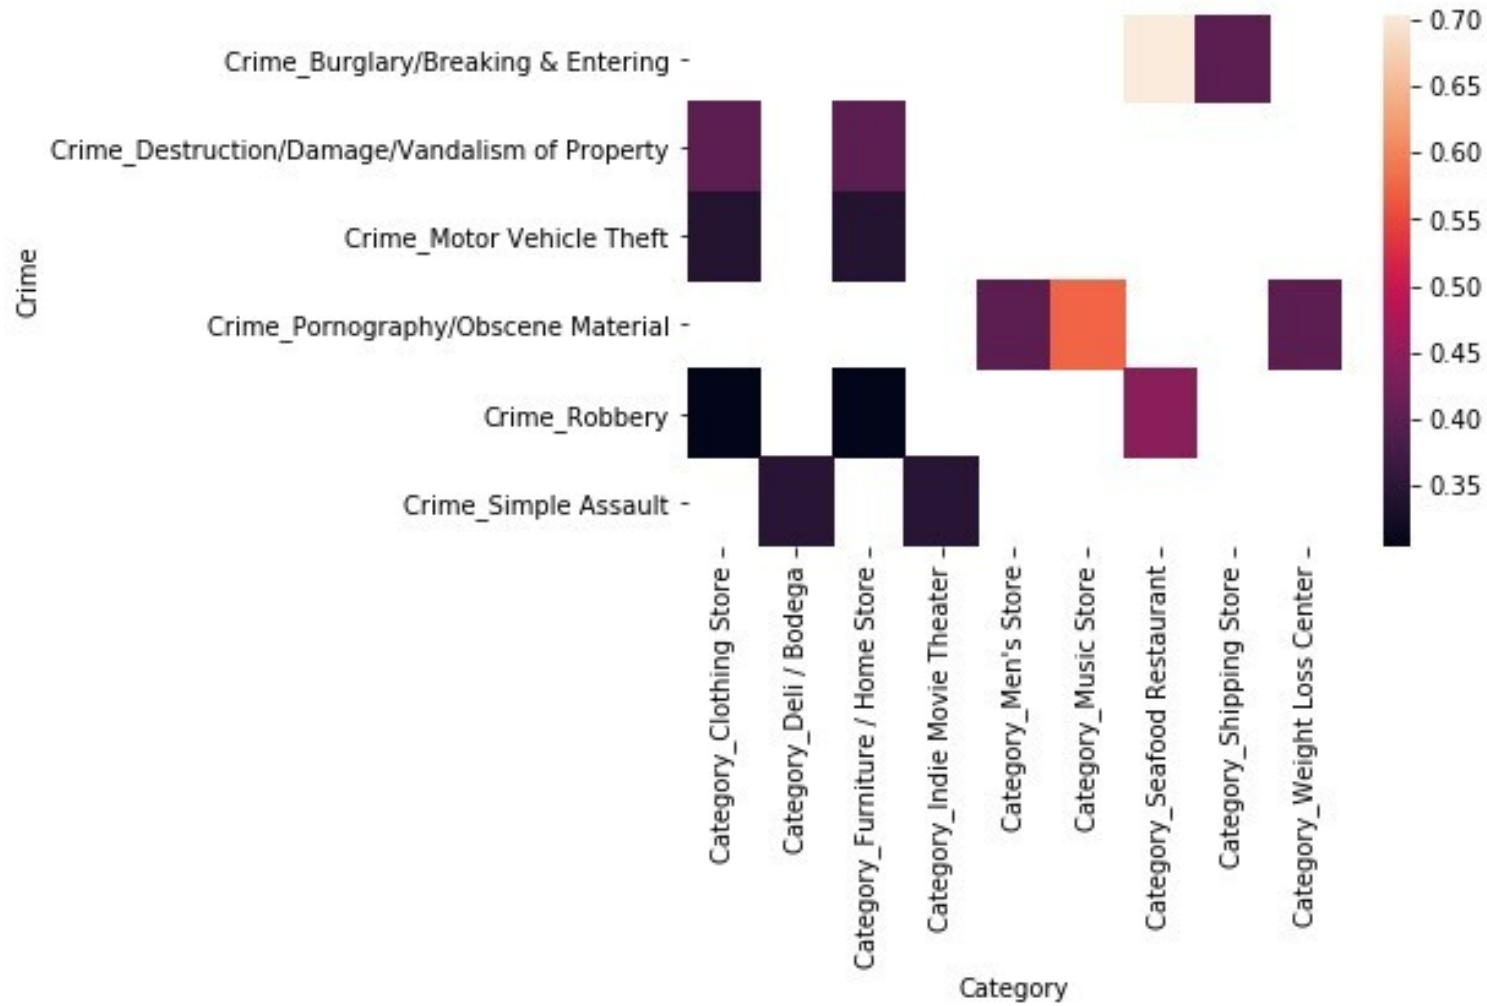 Crime_Burglary/Breaking & Entering
Crime_Destruction/Damage/Vandalism of Property
Crime_Motor Vehicle Theft
Crime_Pornography/Obscene Material
Crime_Robbery
Crime_Simple Assault
Crime
Category_Clothing Store
Category_Deli / Bodega
Category_Furniture / Home Store
Category_Indie Movie Theater
Category_Men's Store
Category_Music Store
Category_Seafood Restaurant
Category_Shipping Store
Category_Weight Loss Center
Category
0.70
0.65
0.60
0.55
0.50
0.45
0.40
0.35